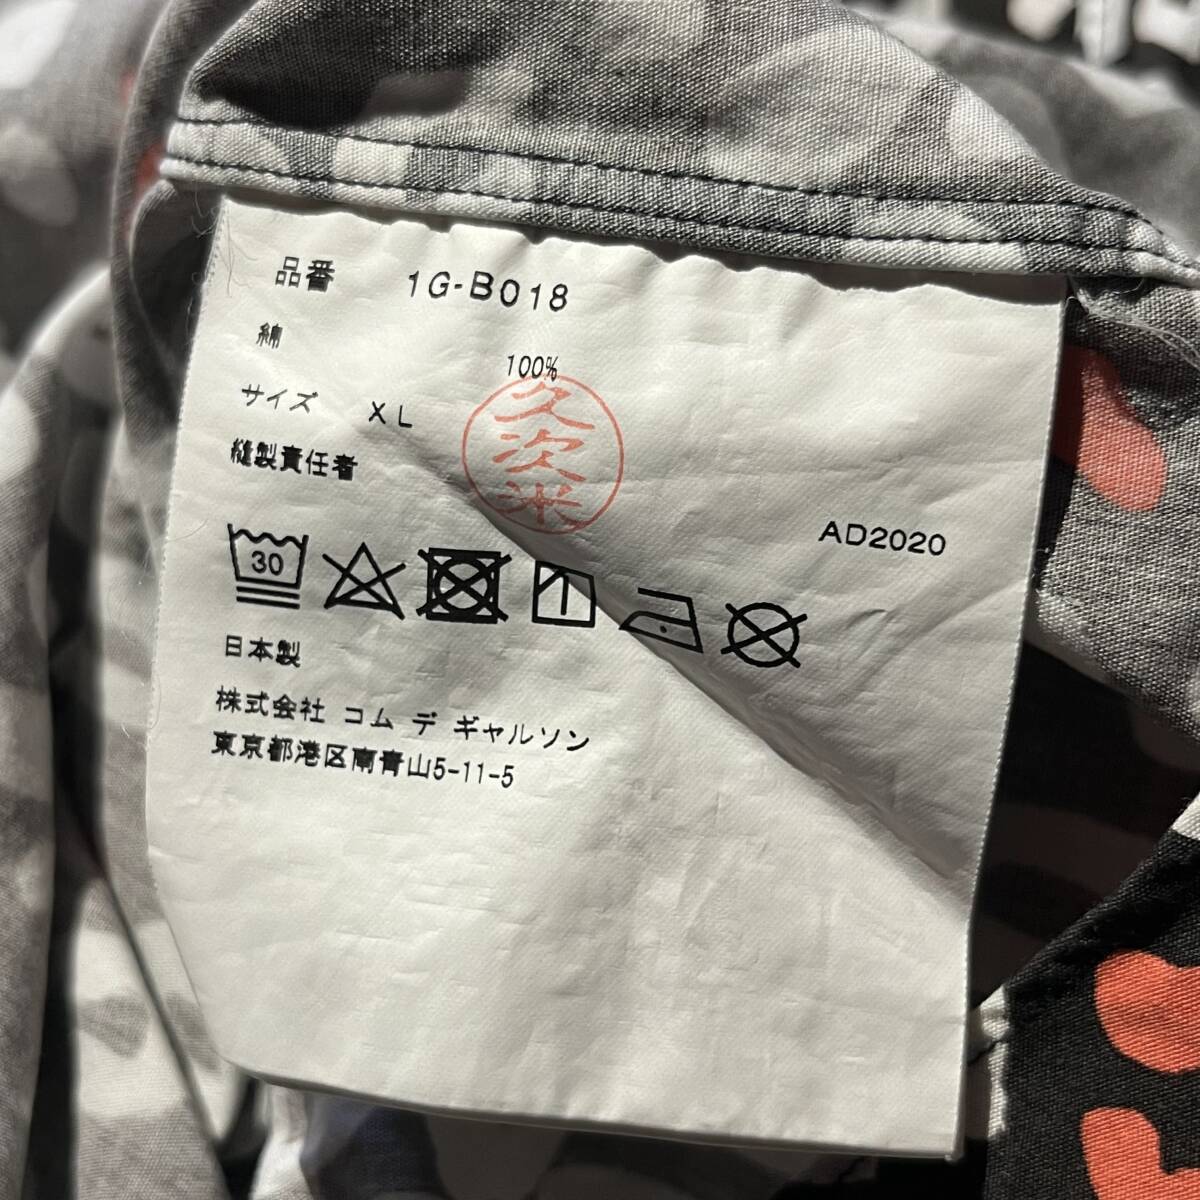 品番 1G-B018
綿 100%
サイズ XL
縫製責任者
久次米
AD2020
30
日本製
株式会社 コム デ ギャルソン
東京都港区南青山5-11-5